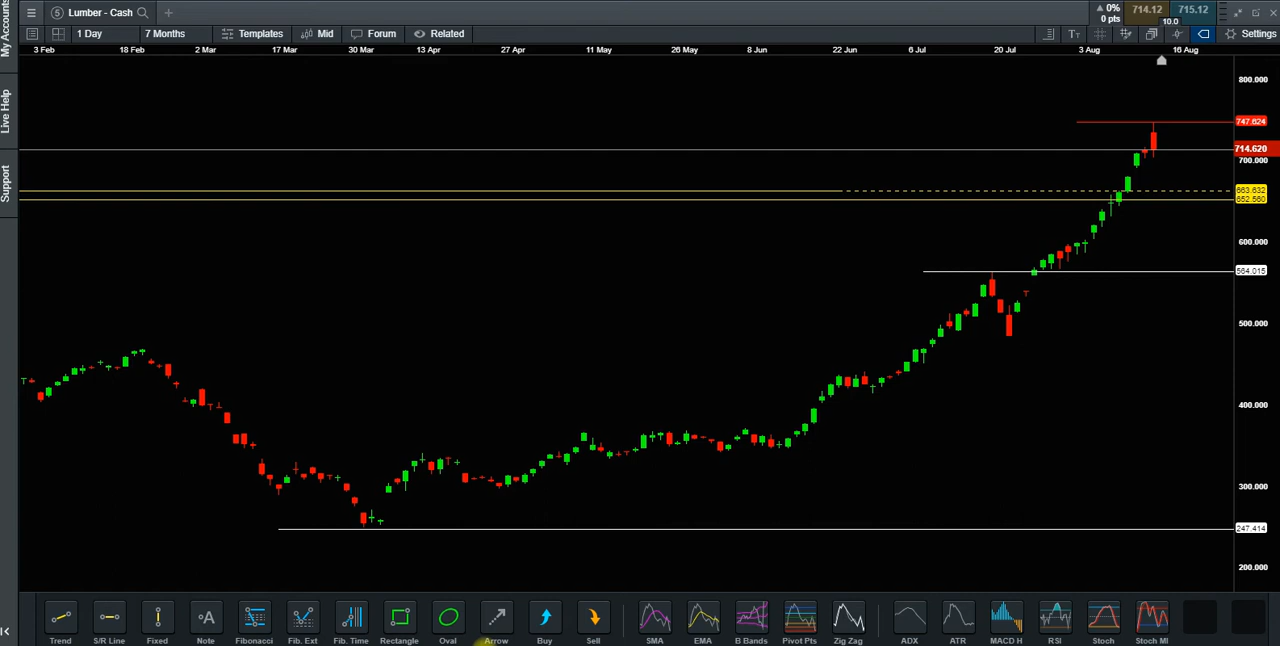 My Accounts
Live Help
Support
5 Lumber - Cash
0%
0 pts
714.12
715.12
10.0
1 Day
7 Months
Templates
Mid
Forum
Related
Settings
3 Feb
18 Feb
2 Mar
17 Mar
30 Mar
13 Apr
27 Apr
11 May
26 May
8 Jun
22 Jun
6 Jul
20 Jul
3 Aug
16 Aug
800.000
747.624
714.620
700.000
663.632
652.560
600.000
564.015
500.000
400.000
300.000
247.414
200.000
Trend
S/R Line
Fixed
Note
Fibonacci
Fib. Ext
Fib. Time
Rectangle
Oval
Arrow
Buy
Sell
SMA
EMA
B Bands
Pivot Pts
Zig Zag
ADX
ATR
MACD H
RSI
Stoch
Stoch MI